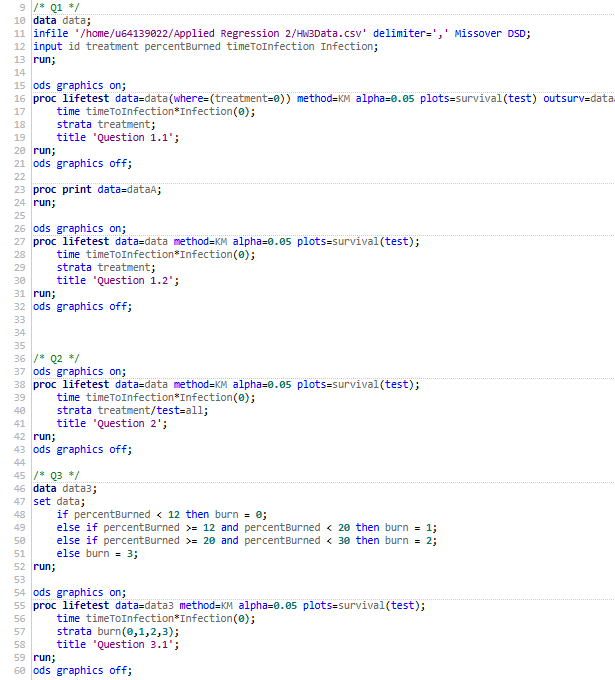 9 /* Q1 */
10 data data;
11 infile '/home/u64139022/Applied Regression 2/HW3Data.csv' delimiter=',' Missover DSD;
12 input id treatment percentBurned timeToInfection Infection;
13 run;
14
15 ods graphics on;
16 proc lifetest data=data(where=(treatment=0)) method=KM alpha=0.05 plots=survival(test) outsurv=data
17 time timeToInfection*Infection(0);
18 strata treatment;
19 title 'Question 1.1';
20 run;
21 ods graphics off;
22
23 proc print data=dataA;
24 run;
25
26 ods graphics on;
27 proc lifetest data=data method=KM alpha=0.05 plots=survival(test);
28 time timeToInfection*Infection(0);
29 strata treatment;
30 title 'Question 1.2';
31 run;
32 ods graphics off;
33
34
35
36 /* Q2 */
37 ods graphics on;
38 proc lifetest data=data method=KM alpha=0.05 plots=survival(test);
39 time timeToInfection*Infection(0);
40 strata treatment/test=all;
41 title 'Question 2';
42 run;
43 ods graphics off;
44
45 /* Q3 */
46 data data3;
47 set data;
48 if percentBurned < 12 then burn = 0;
49 else if percentBurned >= 12 and percentBurned < 20 then burn = 1;
50 else if percentBurned >= 20 and percentBurned < 30 then burn = 2;
51 else burn = 3;
52 run;
53
54 ods graphics on;
55 proc lifetest data=data3 method=KM alpha=0.05 plots=survival(test);
56 time timeToInfection*Infection(0);
57 strata burn(0,1,2,3);
58 title 'Question 3.1';
59 run;
60 ods graphics off;